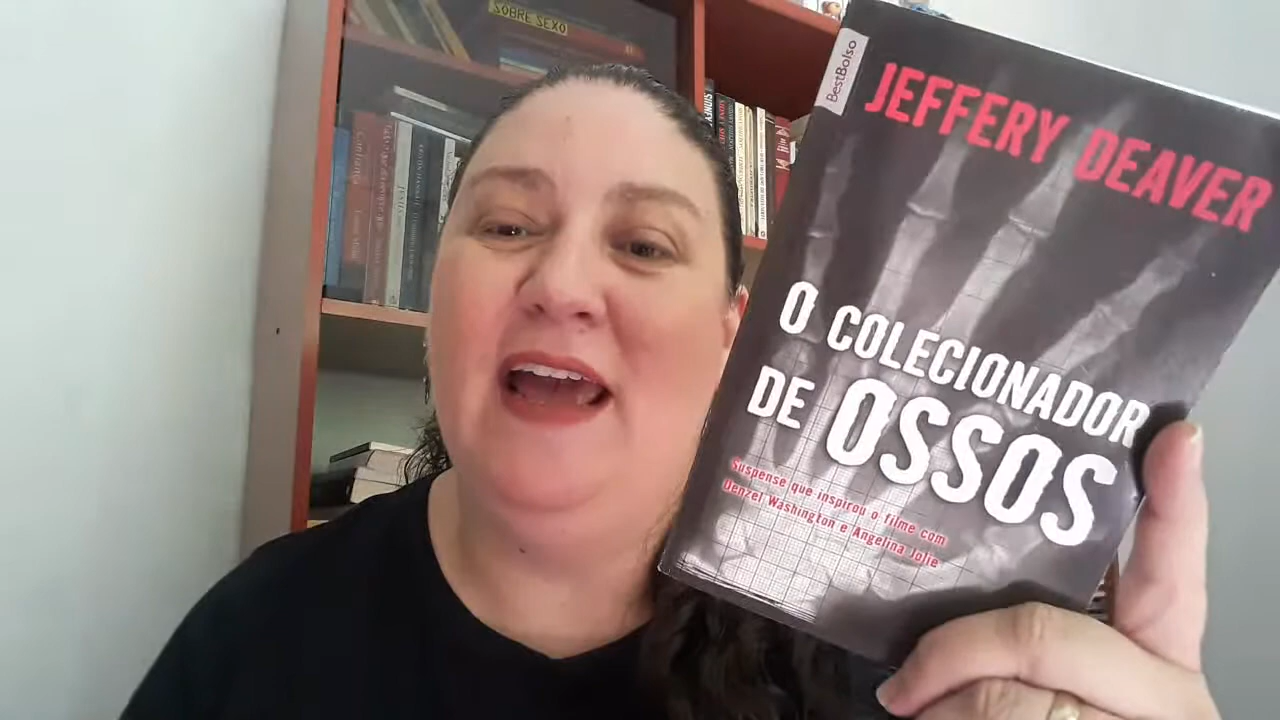 SOBRE SEXO
BestBolso
JEFFERY DEAVER
O COLECIONADOR
DE OSSOS
Suspense que inspirou o filme com
Denzel Washington e Angelina Jolie